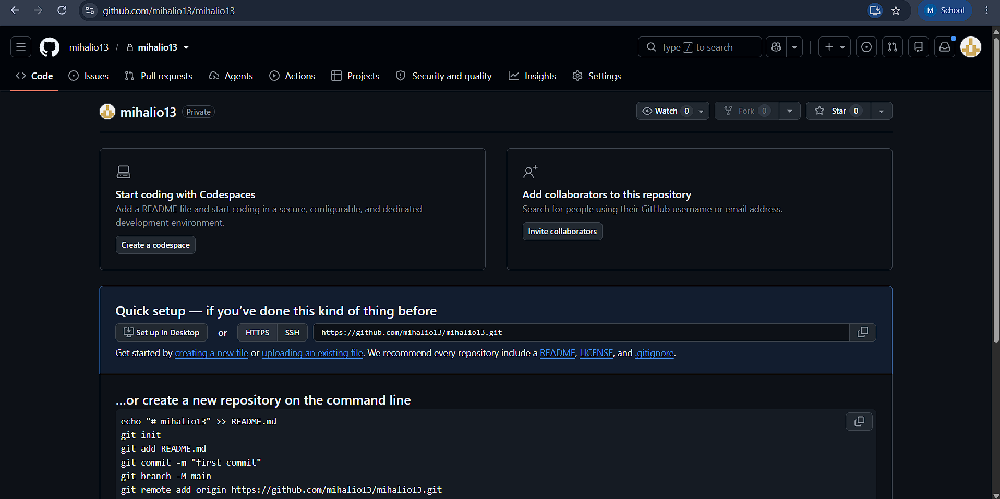 github.com/mihalio13/mihalio13
M School
mihalio13 / mihalio13
Type / to search
Code Issues Pull requests Agents Actions Projects Security and quality Insights Settings
mihalio13 Private
Watch 0 Fork 0 Star 0
Start coding with Codespaces
Add a README file and start coding in a secure, configurable, and dedicated
development environment.
Create a codespace
Add collaborators to this repository
Search for people using their GitHub username or email address.
Invite collaborators
Quick setup — if you’ve done this kind of thing before
Set up in Desktop or HTTPS SSH https://github.com/mihalio13/mihalio13.git
Get started by creating a new file or uploading an existing file. We recommend every repository include a README, LICENSE, and .gitignore.
…or create a new repository on the command line
echo "# mihalio13" >> README.md
git init
git add README.md
git commit -m "first commit"
git branch -M main
git remote add origin https://github.com/mihalio13/mihalio13.git